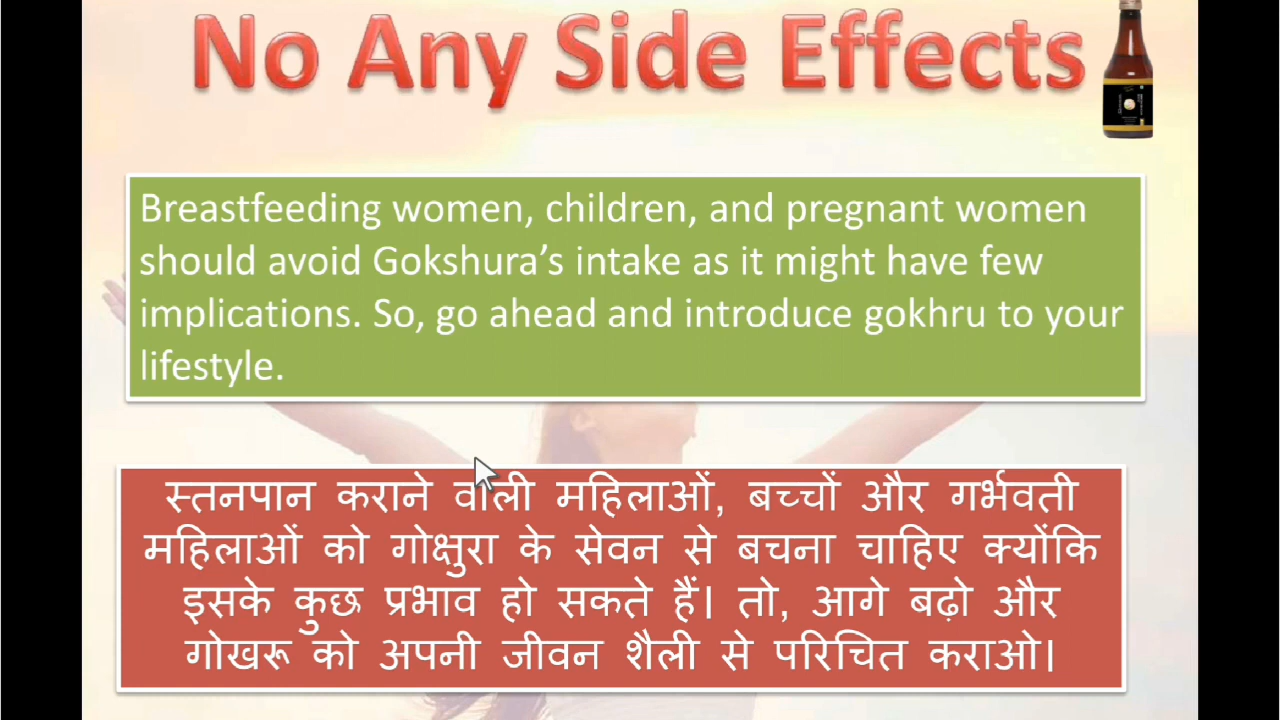 No Any Side Effects
Breastfeeding women, children, and pregnant women
should avoid Gokshura’s intake as it might have few
implications. So, go ahead and introduce gokhru to your
lifestyle.
स्तनपान कराने वाली महिलाओं, बच्चों और गर्भवती
महिलाओं को गोक्षुरा के सेवन से बचना चाहिए क्योंकि
इसके कुछ प्रभाव हो सकते हैं। तो, आगे बढ़ो और
गोखरू को अपनी जीवन शैली से परिचित कराओ।